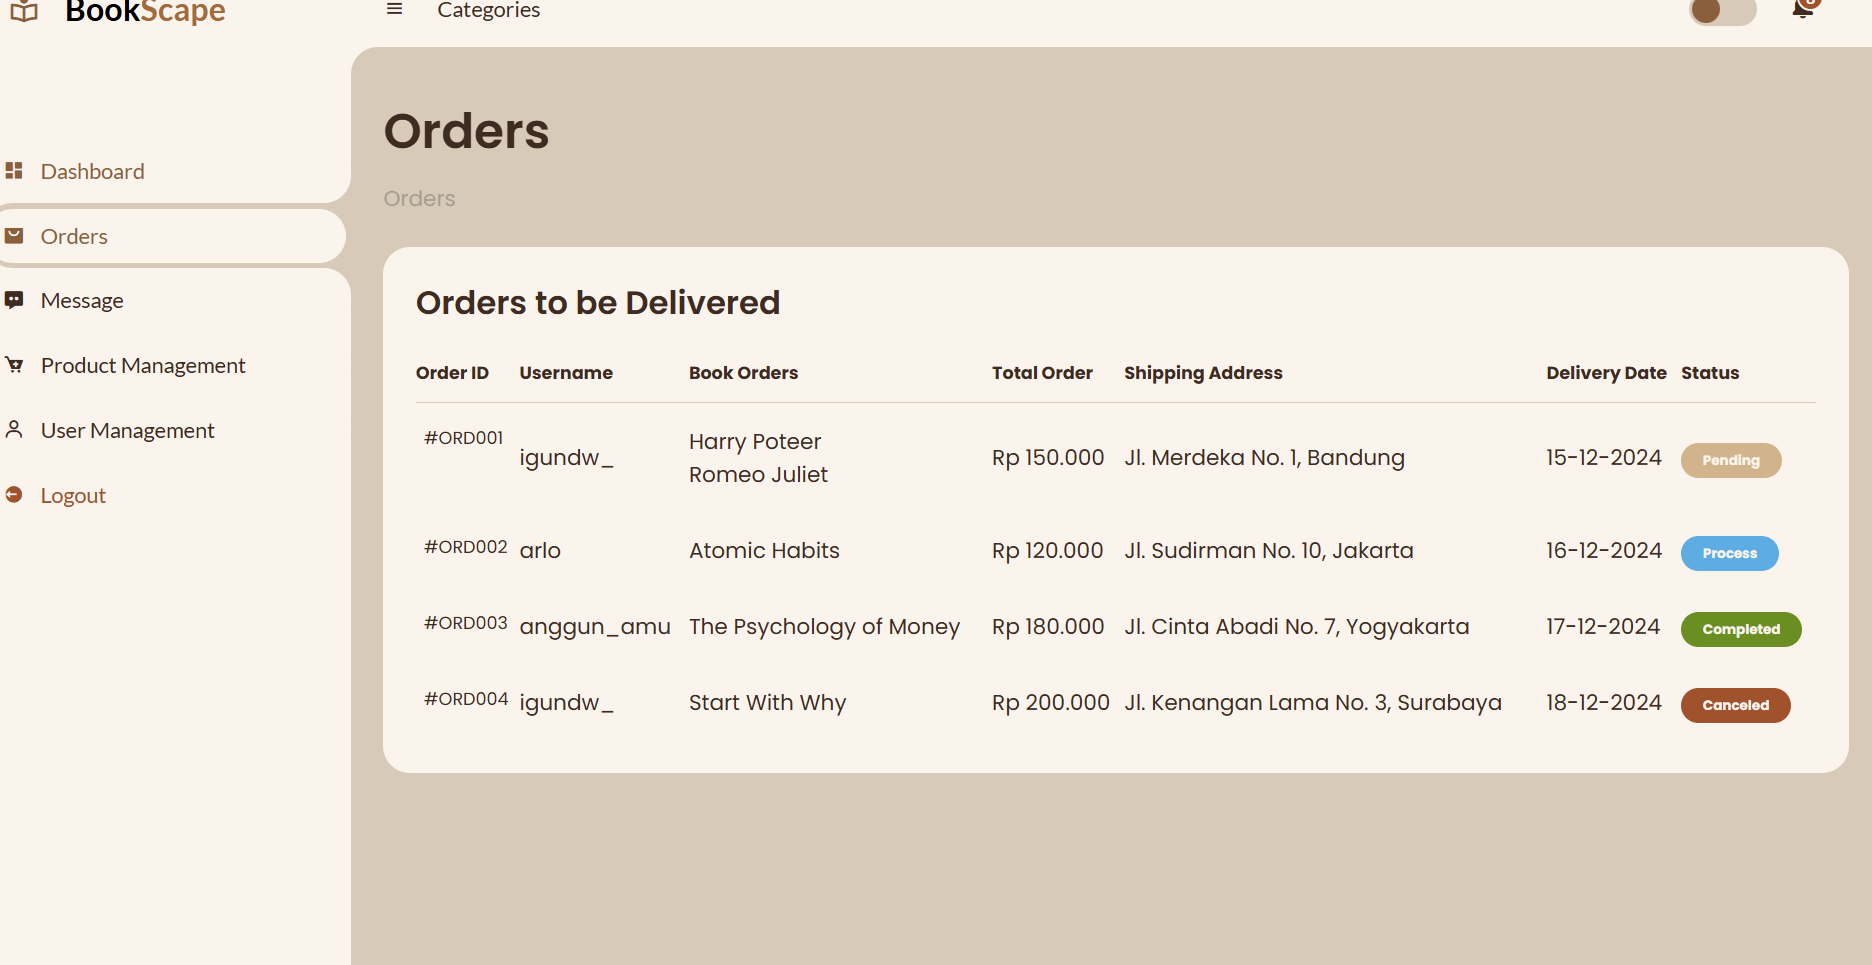 BookScape
Categories
Dashboard
Orders
Message
Product Management
User Management
Logout
Orders
Orders
Orders to be Delivered
Order ID Username Book Orders Total Order Shipping Address Delivery Date Status
#ORD001 igundw_ Harry Poteer Rp 150.000 Jl. Merdeka No. 1, Bandung 15-12-2024 Pending
Romeo Juliet
#ORD002 arlo Atomic Habits Rp 120.000 Jl. Sudirman No. 10, Jakarta 16-12-2024 Process
#ORD003 anggun_amu The Psychology of Money Rp 180.000 Jl. Cinta Abadi No. 7, Yogyakarta 17-12-2024 Completed
#ORD004 igundw_ Start With Why Rp 200.000 Jl. Kenangan Lama No. 3, Surabaya 18-12-2024 Canceled